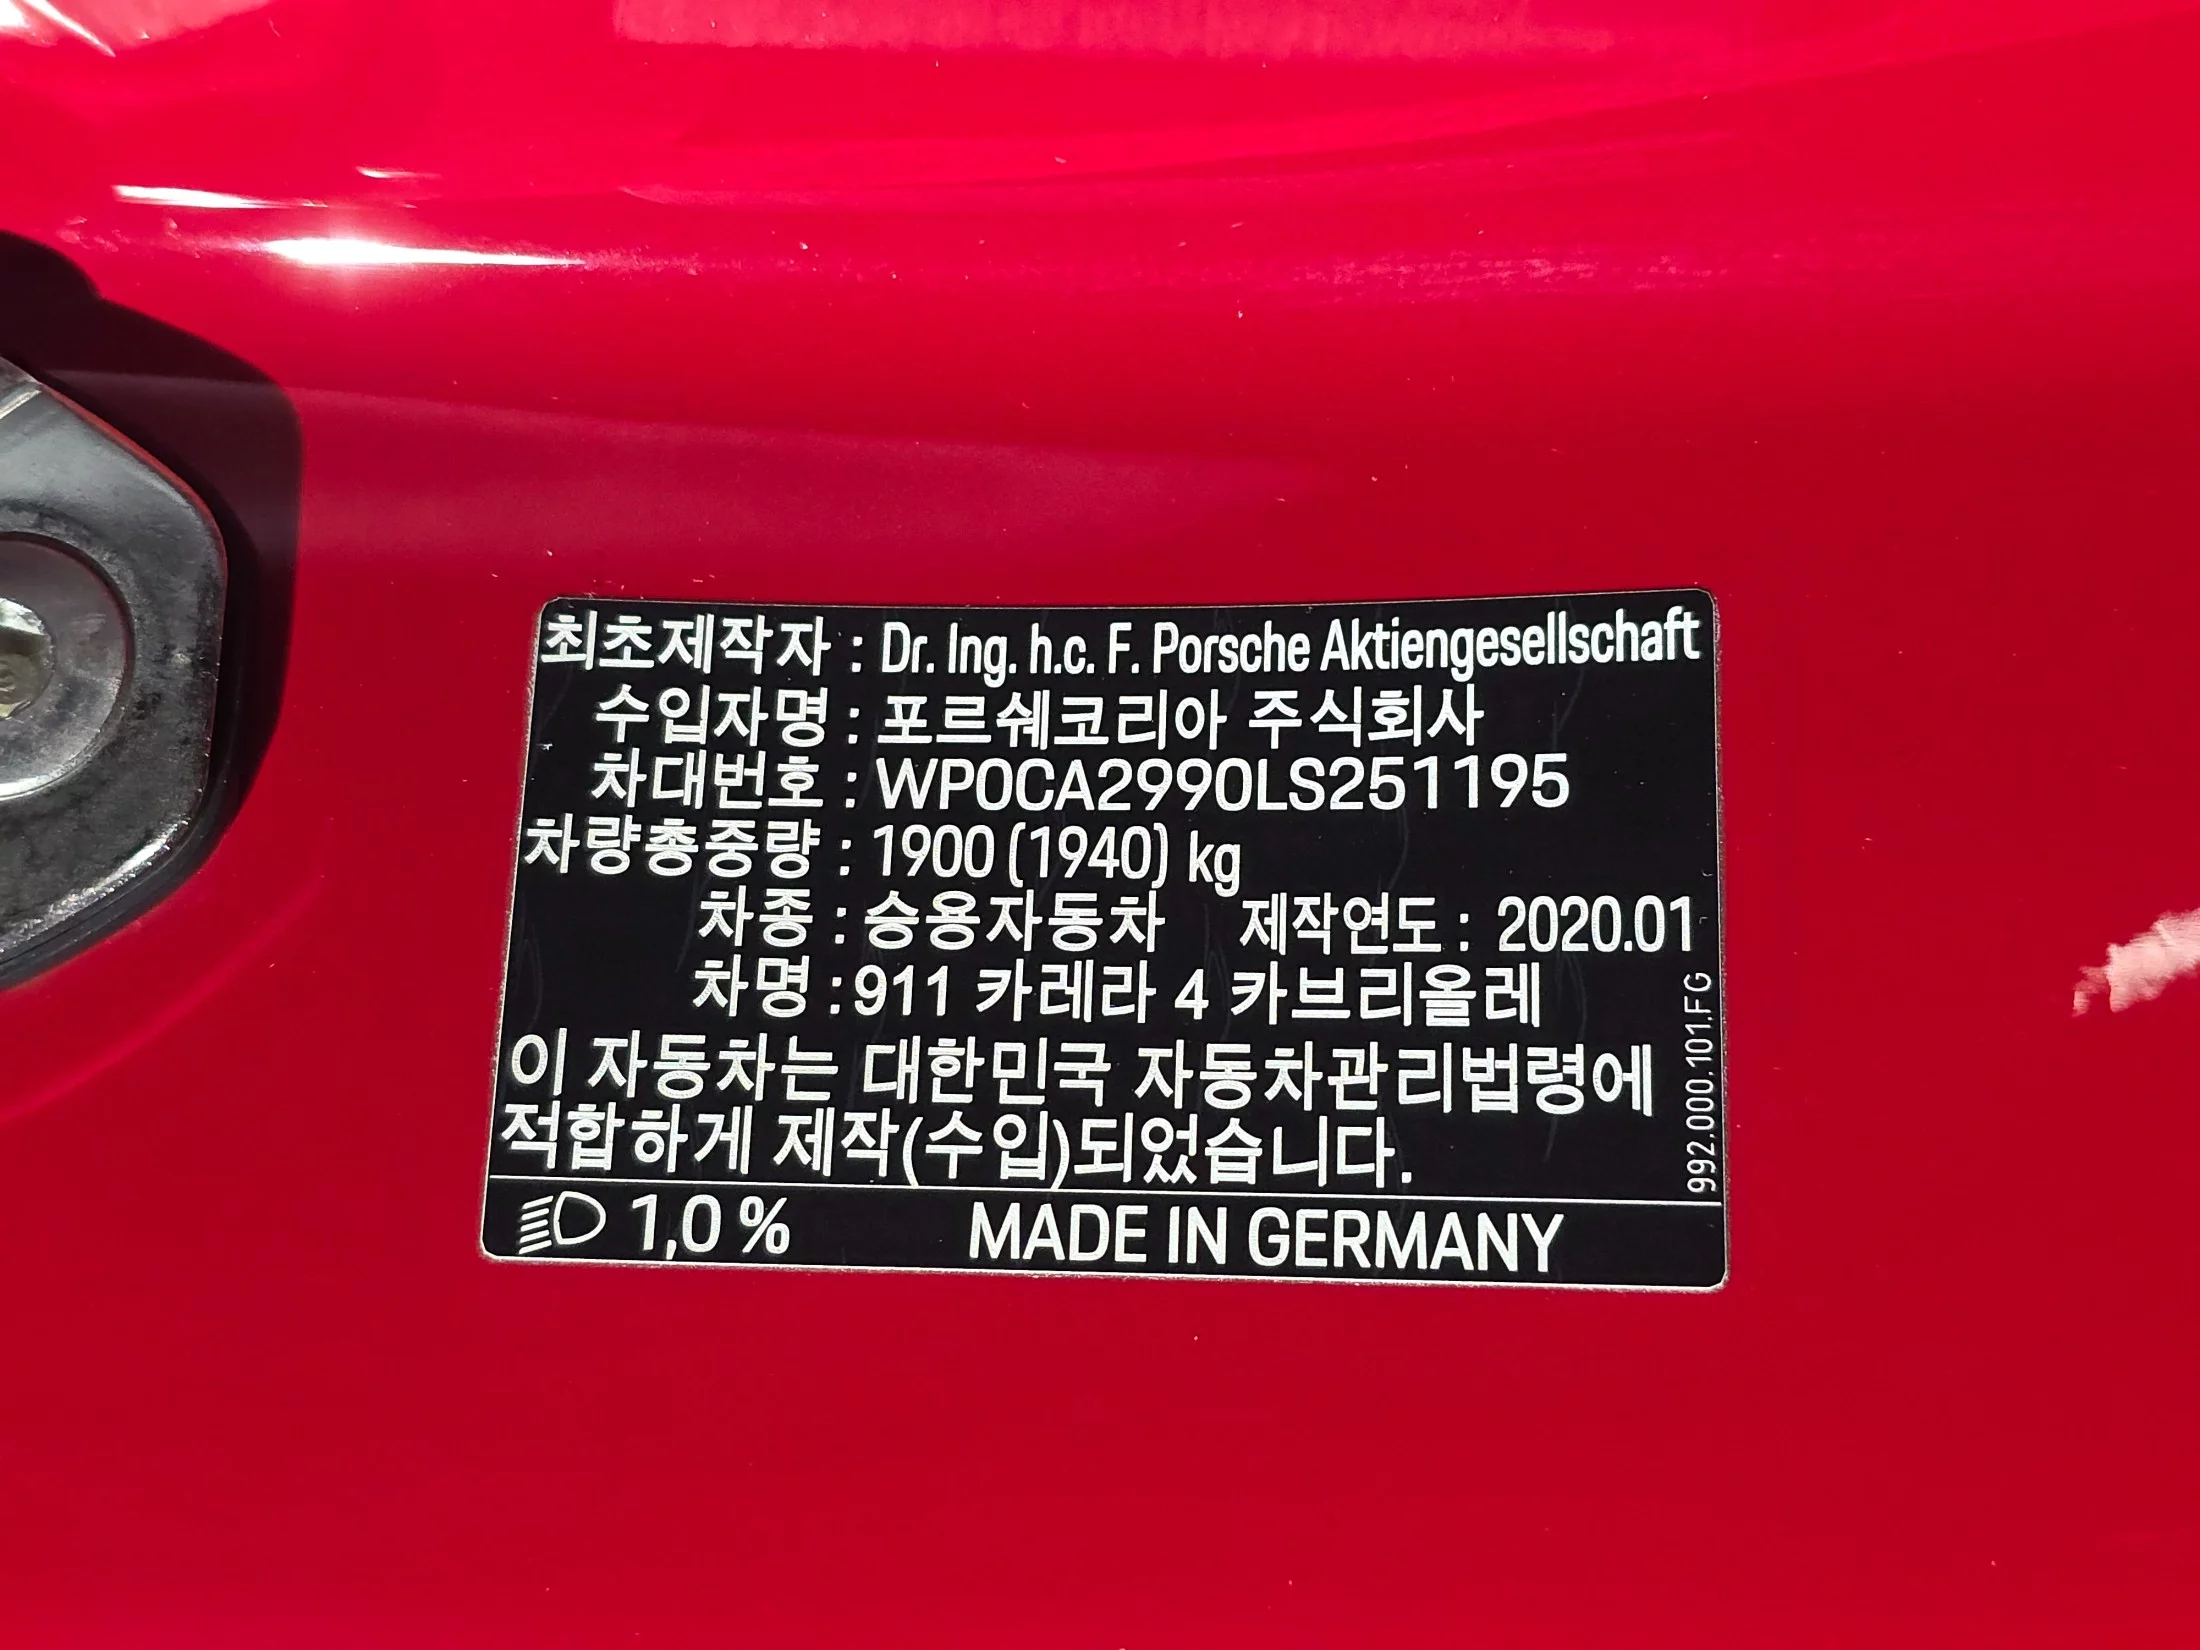 최초제작자 : Dr. Ing. h.c. F. Porsche Aktiengesellschaft
수입자명 : 포르쉐코리아 주식회사
차대번호 : WP0CA2990LS251195
차량총중량 : 1900 (1940) kg
차종 : 승용자동차 제작연도 : 2020.01
차명 : 911 카레라 4 카브리올레
이 자동차는 대한민국 자동차관리법령에
적합하게 제작(수입)되었습니다.
992.000.101.FG
1,0 % MADE IN GERMANY